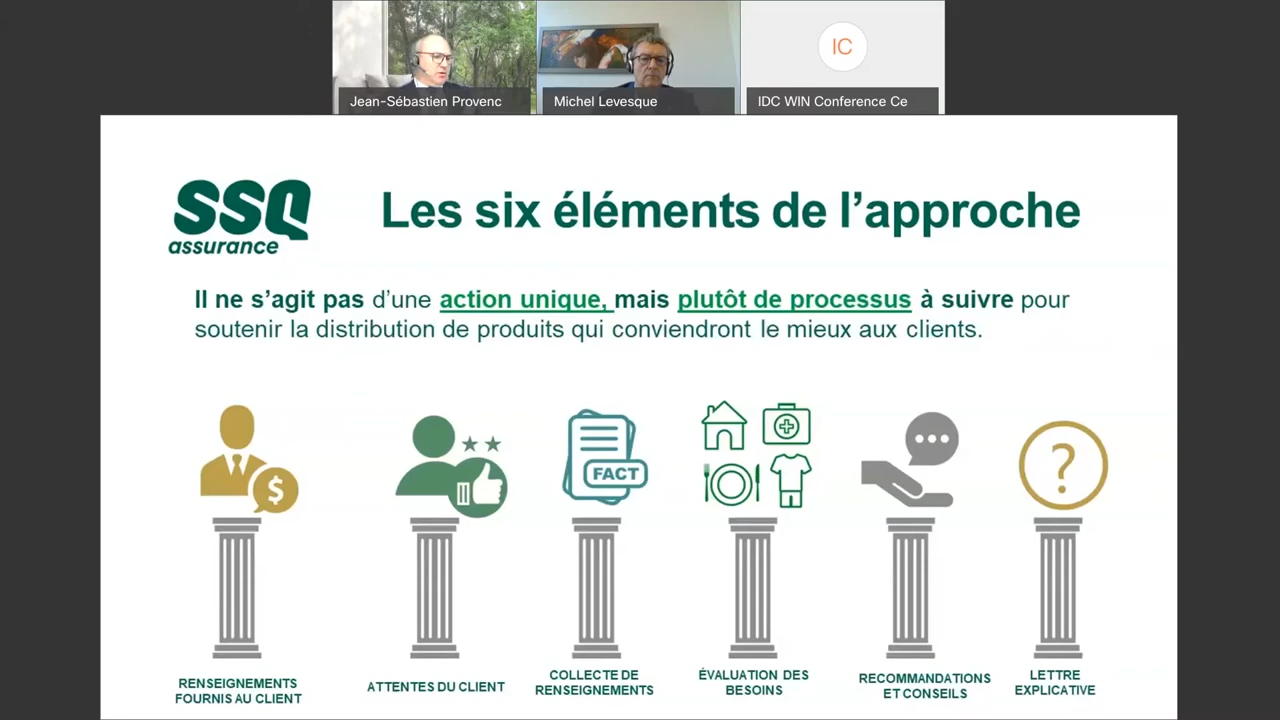 Jean-Sébastien Provenc
Michel Levesque
IC
IDC WIN Conference Ce
SSQ
assurance
Les six éléments de l'approche
Il ne s'agit pas d'une action unique, mais plutôt de processus à suivre pour
soutenir la distribution de produits qui conviendront le mieux aux clients.
$
FACT
?
RENSEIGNEMENTS
FOURNIS AU CLIENT
ATTENTES DU CLIENT
COLLECTE DE
RENSEIGNEMENTS
ÉVALUATION DES
BESOINS
RECOMMANDATIONS
ET CONSEILS
LETTRE
EXPLICATIVE